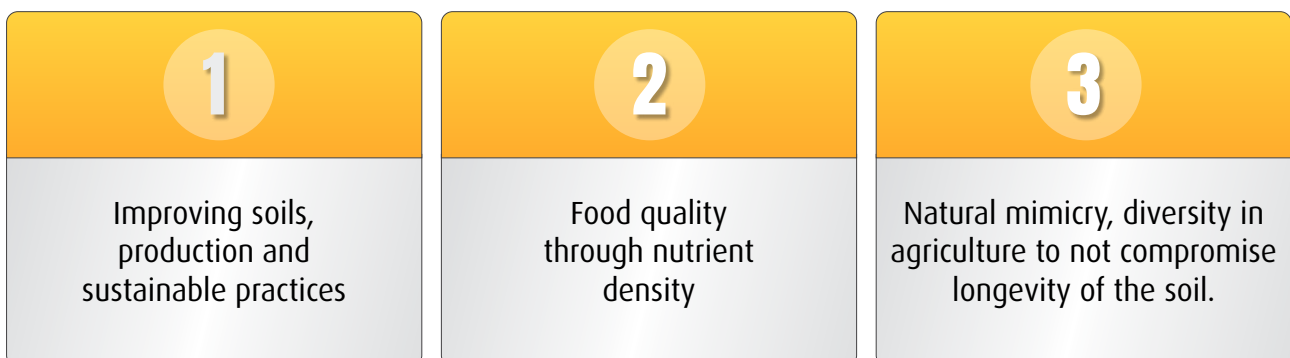 1
Improving soils,
production and
sustainable practices
2
Food quality
through nutrient
density
3
Natural mimicry, diversity in
agriculture to not compromise
longevity of the soil.